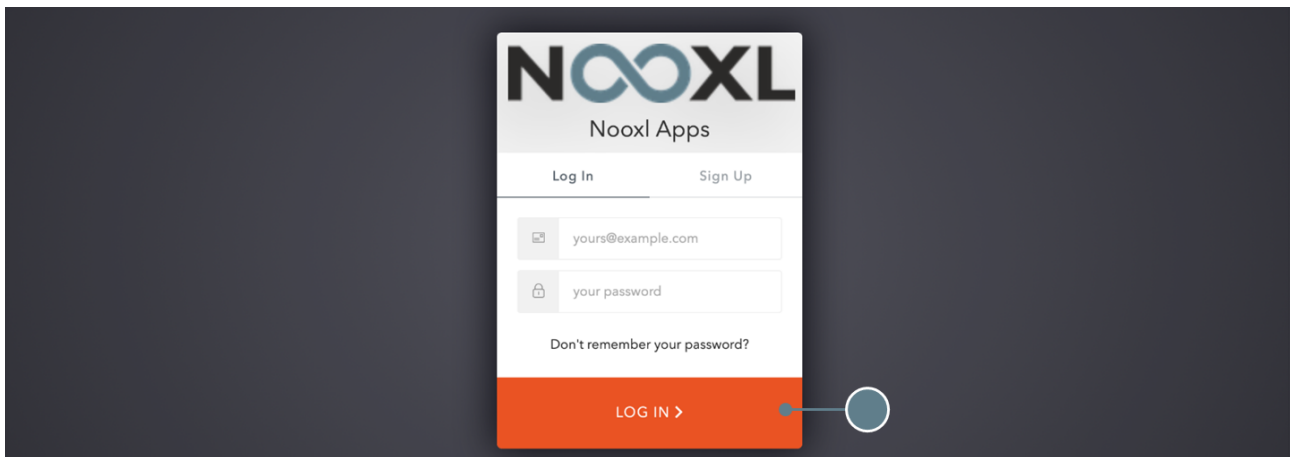 NOOXL
Nooxl Apps
Log In
Sign Up
yours@example.com
your password
Don't remember your password?
LOG IN